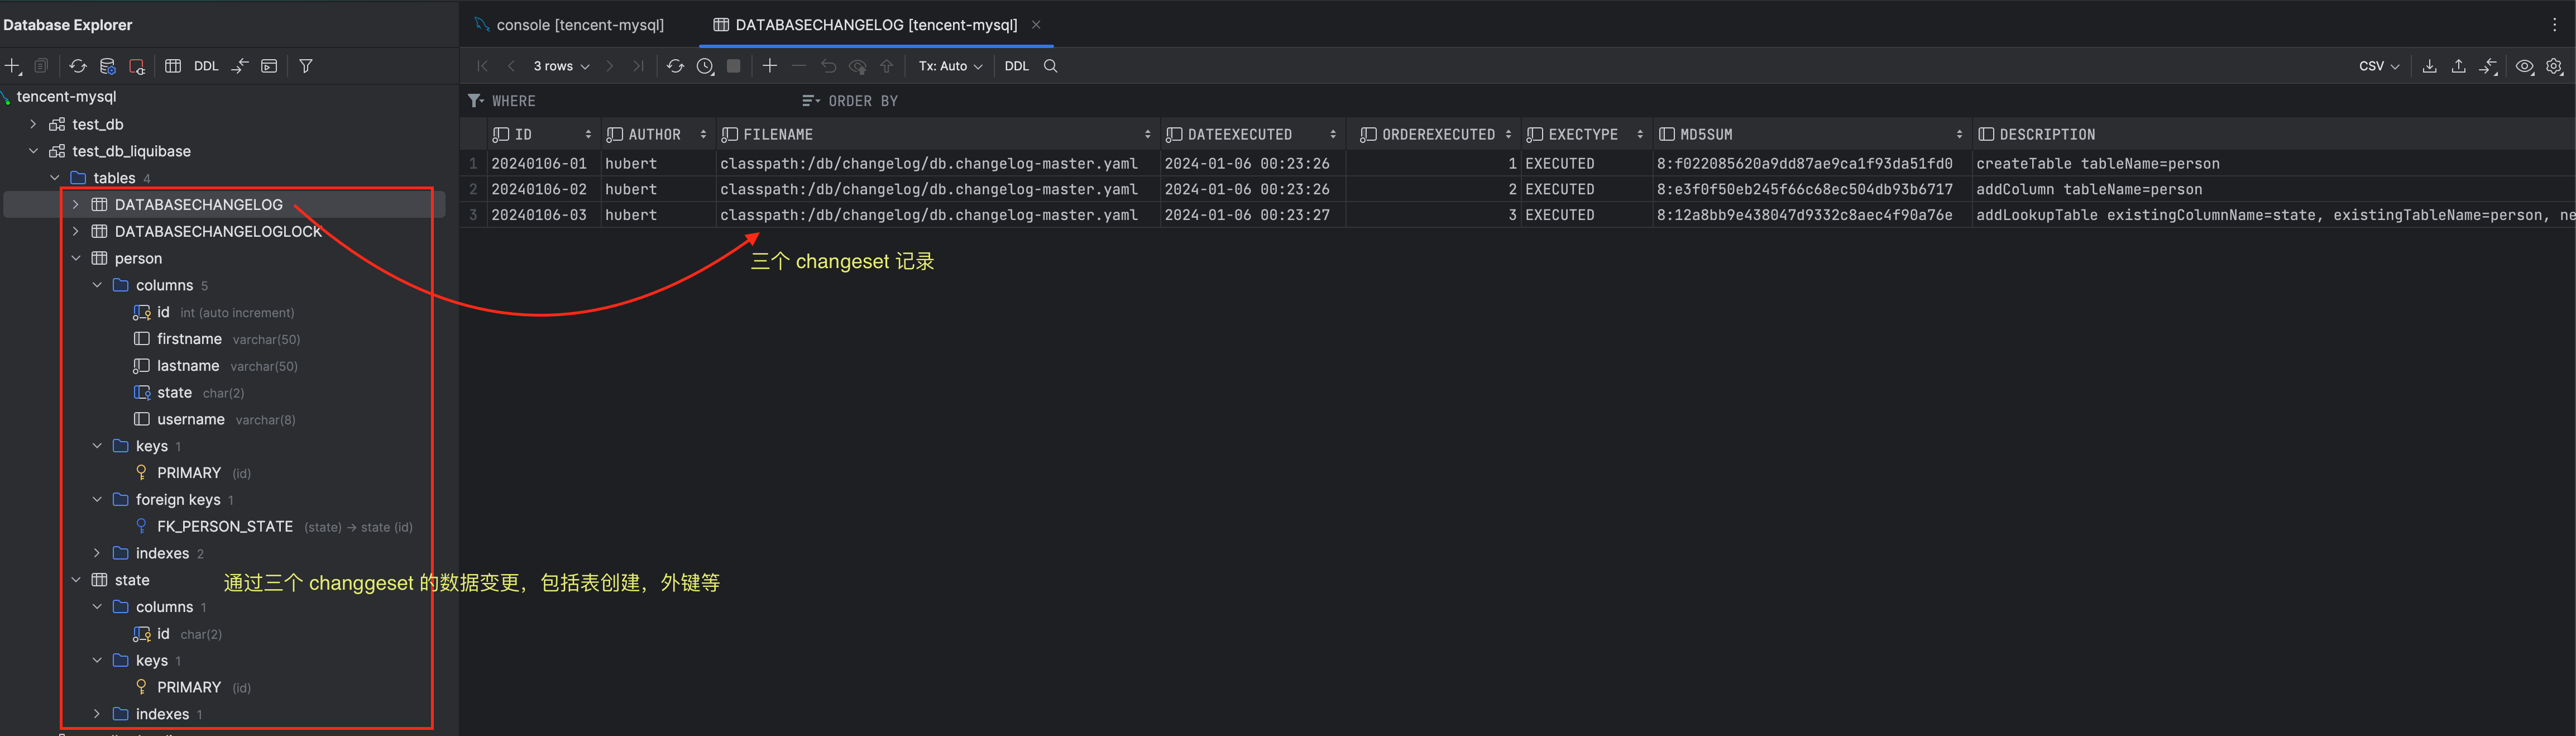 Database Explorer
DDL
tencent-mysql
test_db
test_db_liquibase
tables 4
DATABASECHANGELOG
DATABASECHANGELOGLOCK
person
columns 5
id int (auto increment)
firstname varchar(50)
lastname varchar(50)
state char(2)
username varchar(8)
keys 1
PRIMARY (id)
foreign keys 1
FK_PERSON_STATE (state) → state (id)
indexes 2
state
通过三个 changgeset 的数据变更，包括表创建，外键等
columns 1
id char(2)
keys 1
PRIMARY (id)
indexes 1
console [tencent-mysql] DATABASECHANGELOG [tencent-mysql]
3 rows Tx: Auto DDL CSV
WHERE ORDER BY
ID AUTHOR FILENAME DATEEXECUTED ORDEREXECUTED EXECTYPE MD5SUM DESCRIPTION
1 20240106-01 hubert classpath:/db/changelog/db.changelog-master.yaml 2024-01-06 00:23:26 1 EXECUTED 8:f022085620a9dd87ae9ca1f93da51fd0 createTable tableName=person
2 20240106-02 hubert classpath:/db/changelog/db.changelog-master.yaml 2024-01-06 00:23:26 2 EXECUTED 8:e3f0f50eb245f66c68ec504db93b6717 addColumn tableName=person
3 20240106-03 hubert classpath:/db/changelog/db.changelog-master.yaml 2024-01-06 00:23:27 3 EXECUTED 8:12a8bb9e438047d9332c8aec4f90a76e addLookupTable existingColumnName=state, existingTableName=person, ne
三个 changeset 记录